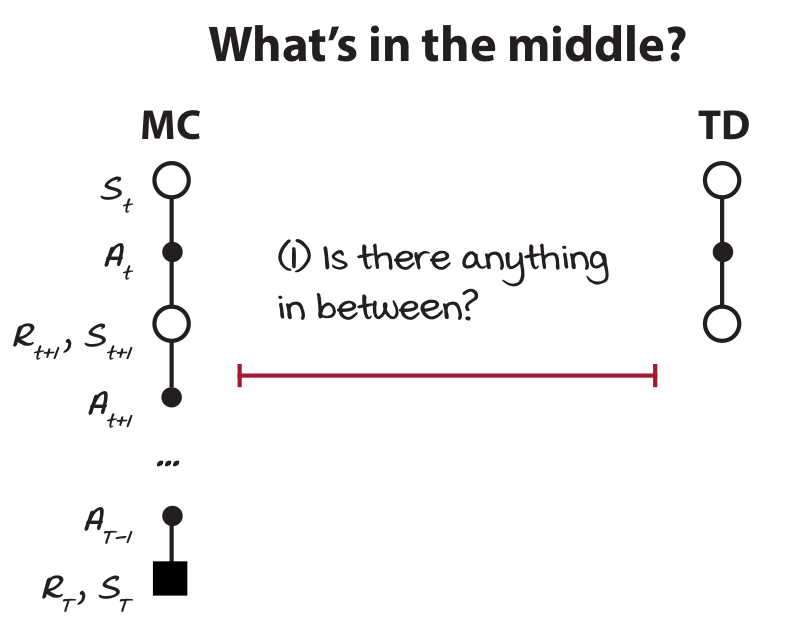 What's in the middle?
MC
TD
S_t
A_t
(1) Is there anything
in between?
R_{t+1}, S_{t+1}
A_{t+1}
...
A_{T-1}
R_T, S_T